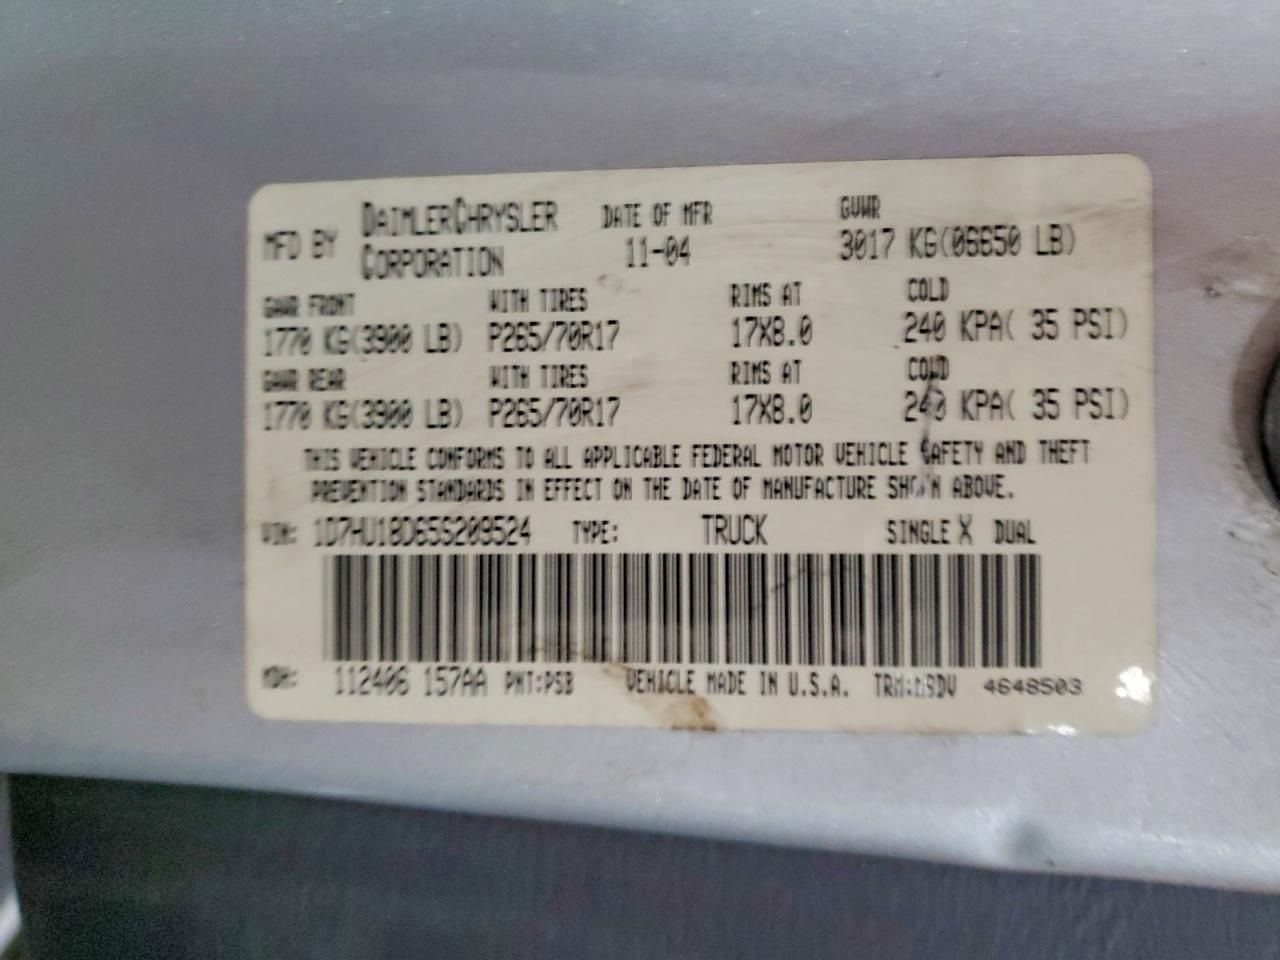 MFD BY DAIMLERCHRYSLER CORPORATION DATE OF MFR 11-04 GVWR 3017 KG(06650 LB)
GAWR FRONT WITH TIRES RIMS AT COLD
1770 KG(3900 LB) P265/70R17 17X8.0 240 KPA( 35 PSI)
GAWR REAR WITH TIRES RIMS AT COLD
1770 KG(3900 LB) P265/70R17 17X8.0 240 KPA( 35 PSI)
THIS VEHICLE CONFORMS TO ALL APPLICABLE FEDERAL MOTOR VEHICLE SAFETY AND THEFT
PREVENTION STANDARDS IN EFFECT ON THE DATE OF MANUFACTURE SHOWN ABOVE.
VIN: 1D7HU18D65S209524 TYPE: TRUCK SINGLE X DUAL
MDH: 112406 157AA PNT:PSB VEHICLE MADE IN U.S.A. 4648503